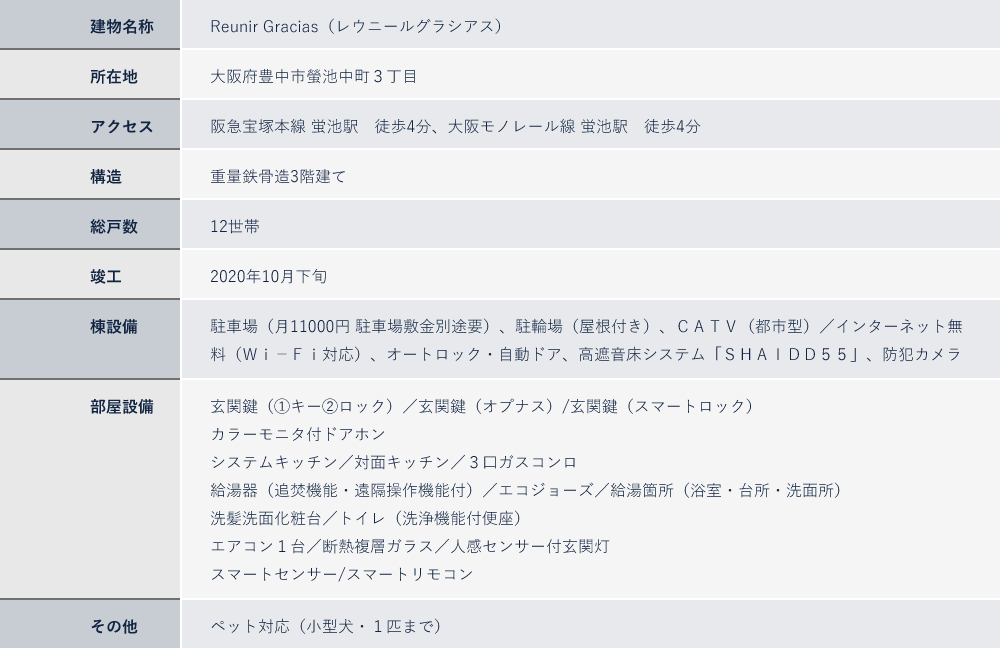 建物名称 Reunir Gracias（レウニールグラシアス）
所在地 大阪府豊中市螢池中町３丁目
アクセス 阪急宝塚本線 蛍池駅　徒歩4分、大阪モノレール線 蛍池駅　徒歩4分
構造 重量鉄骨造3階建て
総戸数 12世帯
竣工 2020年10月下旬
棟設備 駐車場（月11000円 駐車場敷金別途要）、駐輪場（屋根付き）、ＣＡＴＶ（都市型）／インターネット無
料（Ｗｉ－Ｆｉ対応）、オートロック・自動ドア、高遮音床システム「ＳＨＡＩＤＤ５５」、防犯カメラ
部屋設備 玄関鍵（①キー②ロック）／玄関鍵（オプナス）/玄関鍵（スマートロック）
カラーモニタ付ドアホン
システムキッチン／対面キッチン／３口ガスコンロ
給湯器（追焚機能・遠隔操作機能付）／エコジョーズ／給湯箇所（浴室・台所・洗面所）
洗髪洗面化粧台／トイレ（洗浄機能付便座）
エアコン１台／断熱複層ガラス／人感センサー付玄関灯
スマートセンサー/スマートリモコン
その他 ペット対応（小型犬・１匹まで）